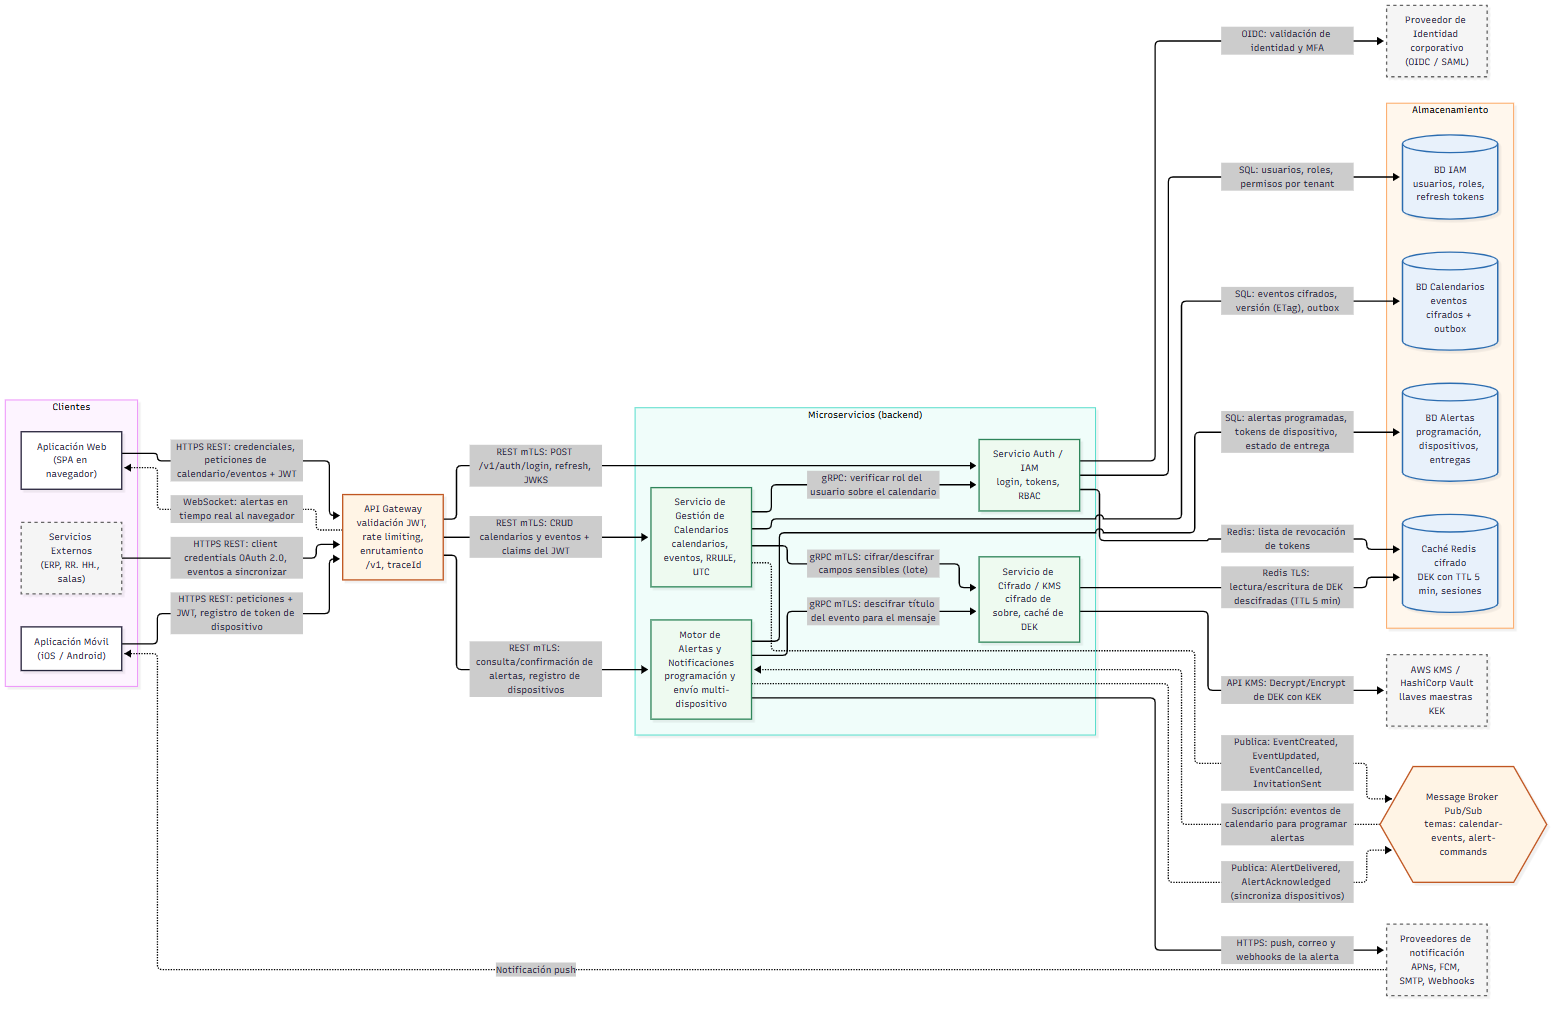 Proveedor de
Identidad
corporativo
(OIDC / SAML)
OIDC: validación de
identidad y MFA
Almacenamiento
BD IAM
usuarios, roles,
refresh tokens
SQL: usuarios, roles,
permisos por tenant
BD Calendarios
eventos
cifrados +
outbox
SQL: eventos cifrados,
versión (ETag), outbox
BD Alertas
programación,
dispositivos,
entregas
SQL: alertas programadas,
tokens de dispositivo,
estado de entrega
Caché Redis
cifrado
DEK con TTL 5
min, sesiones
Redis: lista de revocación
de tokens
Redis TLS:
lectura/escritura de DEK
descifradas (TTL 5 min)
Clientes
Aplicación Web
(SPA en
navegador)
Servicios
Externos
(ERP, RR. HH.,
salas)
Aplicación Móvil
(iOS / Android)
HTTPS REST: credenciales,
peticiones de
calendario/eventos + JWT
WebSocket: alertas en
tiempo real al navegador
HTTPS REST: client
credentials OAuth 2.0,
eventos a sincronizar
HTTPS REST: peticiones +
JWT, registro de token de
dispositivo
API Gateway
validación JWT,
rate limiting,
enrutamiento
/v1, traceId
REST mTLS: POST
/v1/auth/login, refresh,
JWKS
REST mTLS: CRUD
calendarios y eventos +
claims del JWT
REST mTLS:
consulta/confirmación de
alertas, registro de
dispositivos
Microservicios (backend)
Servicio Auth /
IAM
login, tokens,
RBAC
Servicio de
Gestión de
Calendarios
calendarios,
eventos, RRULE,
UTC
gRPC: verificar rol del
usuario sobre el calendario
gRPC mTLS: cifrar/descifrar
campos sensibles (lote)
gRPC mTLS: descifrar título
del evento para el mensaje
Servicio de
Cifrado / KMS
cifrado de
sobre, caché de
DEK
Motor de
Alertas y
Notificaciones
programación y
envío multi-
dispositivo
AWS KMS /
HashiCorp Vault
llaves maestras
KEK
API KMS: Decrypt/Encrypt
de DEK con KEK
Publica: EventCreated,
EventUpdated,
EventCancelled,
InvitationSent
Suscripción: eventos de
calendario para programar
alertas
Publica: AlertDelivered,
AlertAcknowledged
(sincroniza dispositivos)
Message Broker
Pub/Sub
temas: calendar-
events, alert-
commands
HTTPS: push, correo y
webhooks de la alerta
Proveedores de
notificación
APNs, FCM,
SMTP, Webhooks
Notificación push